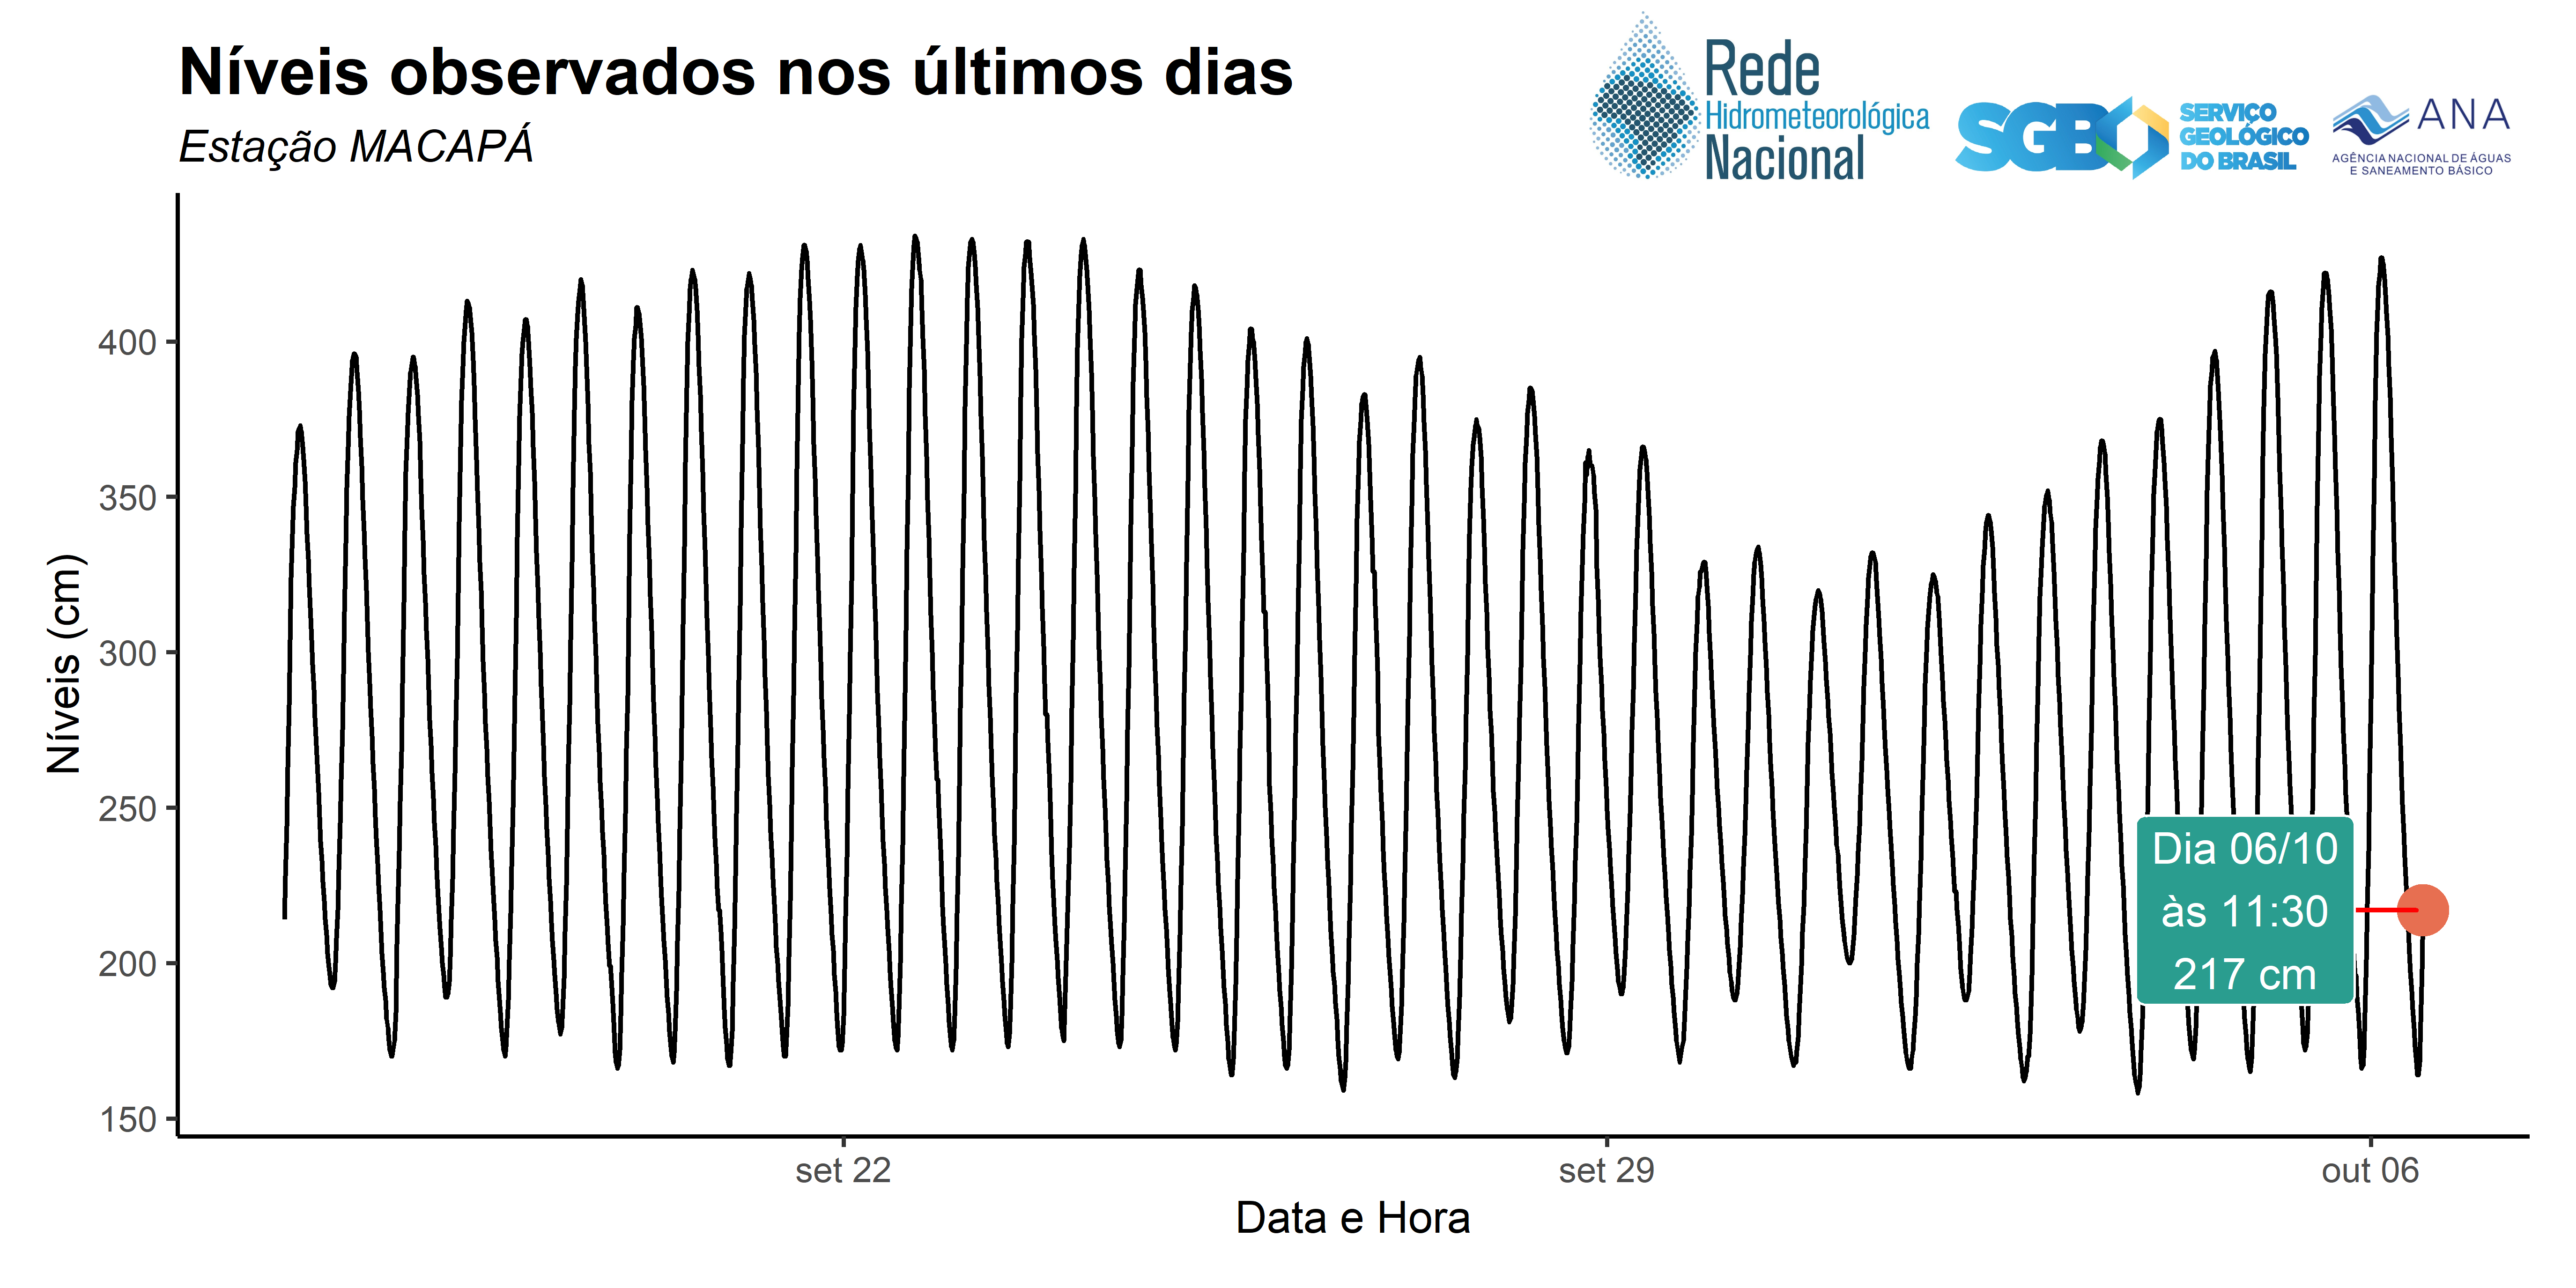 Níveis observados nos últimos dias
Estação MACAPÁ
Rede
Hidrometeorológica
Nacional
SGB
SERVIÇO
GEOLÓGICO
DO BRASIL
ANA
AGÊNCIA NACIONAL DE ÁGUAS
E SANEAMENTO BÁSICO
Níveis (cm)
400
350
300
250
200
150
Dia 06/10
às 11:30
217 cm
set 22
set 29
out 06
Data e Hora